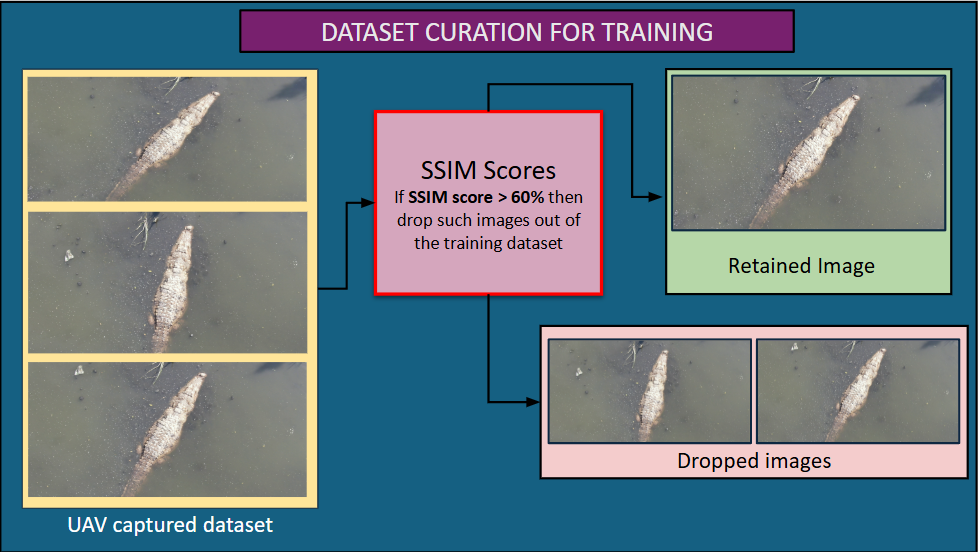 DATASET CURATION FOR TRAINING
SSIM Scores
If SSIM score > 60% then
drop such images out of
the training dataset
Retained Image
Dropped images
UAV captured dataset